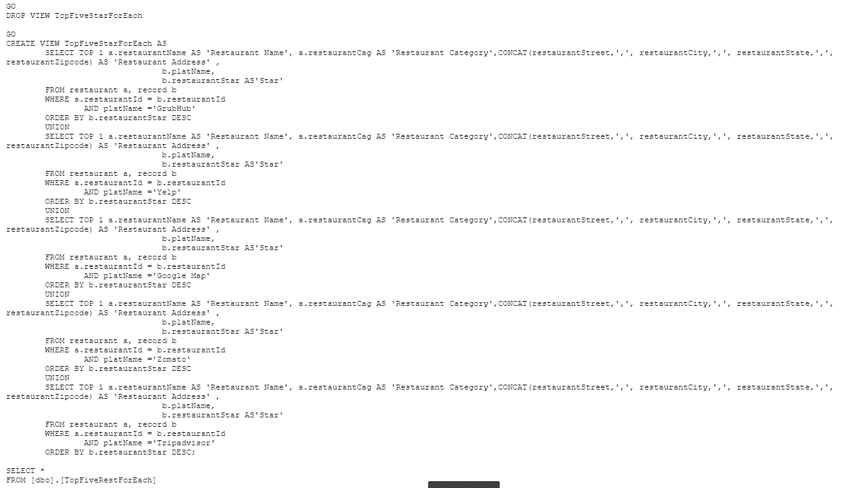 GO
DROP VIEW TopFiveStarForEach
GO
CREATE VIEW TopFiveStarForEach AS
SELECT TOP 1 a.restaurantName AS 'Restaurant Name', a.restaurantCag AS 'Restaurant Category',CONCAT(restaurantStreet,',', restaurantCity,',', restaurantState,',',
restaurantZipcode) AS 'Restaurant Address' ,
b.platName,
b.restaurantStar AS'Star'
FROM restaurant a, record b
WHERE a.restaurantId = b.restaurantId
AND platName ='GrubHub'
ORDER BY b.restaurantStar DESC
UNION
SELECT TOP 1 a.restaurantName AS 'Restaurant Name', a.restaurantCag AS 'Restaurant Category',CONCAT(restaurantStreet,',', restaurantCity,',', restaurantState,',',
restaurantZipcode) AS 'Restaurant Address' ,
b.platName,
b.restaurantStar AS'Star'
FROM restaurant a, record b
WHERE a.restaurantId = b.restaurantId
AND platName ='Yelp'
ORDER BY b.restaurantStar DESC
UNION
SELECT TOP 1 a.restaurantName AS 'Restaurant Name', a.restaurantCag AS 'Restaurant Category',CONCAT(restaurantStreet,',', restaurantCity,',', restaurantState,',',
restaurantZipcode) AS 'Restaurant Address' ,
b.platName,
b.restaurantStar AS'Star'
FROM restaurant a, record b
WHERE a.restaurantId = b.restaurantId
AND platName ='Google Map'
ORDER BY b.restaurantStar DESC
UNION
SELECT TOP 1 a.restaurantName AS 'Restaurant Name', a.restaurantCag AS 'Restaurant Category',CONCAT(restaurantStreet,',', restaurantCity,',', restaurantState,',',
restaurantZipcode) AS 'Restaurant Address' ,
b.platName,
b.restaurantStar AS'Star'
FROM restaurant a, record b
WHERE a.restaurantId = b.restaurantId
AND platName ='Zomato'
ORDER BY b.restaurantStar DESC
UNION
SELECT TOP 1 a.restaurantName AS 'Restaurant Name', a.restaurantCag AS 'Restaurant Category',CONCAT(restaurantStreet,',', restaurantCity,',', restaurantState,',',
restaurantZipcode) AS 'Restaurant Address' ,
b.platName,
b.restaurantStar AS'Star'
FROM restaurant a, record b
WHERE a.restaurantId = b.restaurantId
AND platName ='Tripadvisor'
ORDER BY b.restaurantStar DESC;
SELECT *
FROM [dbo].[TopFiveRestForEach]